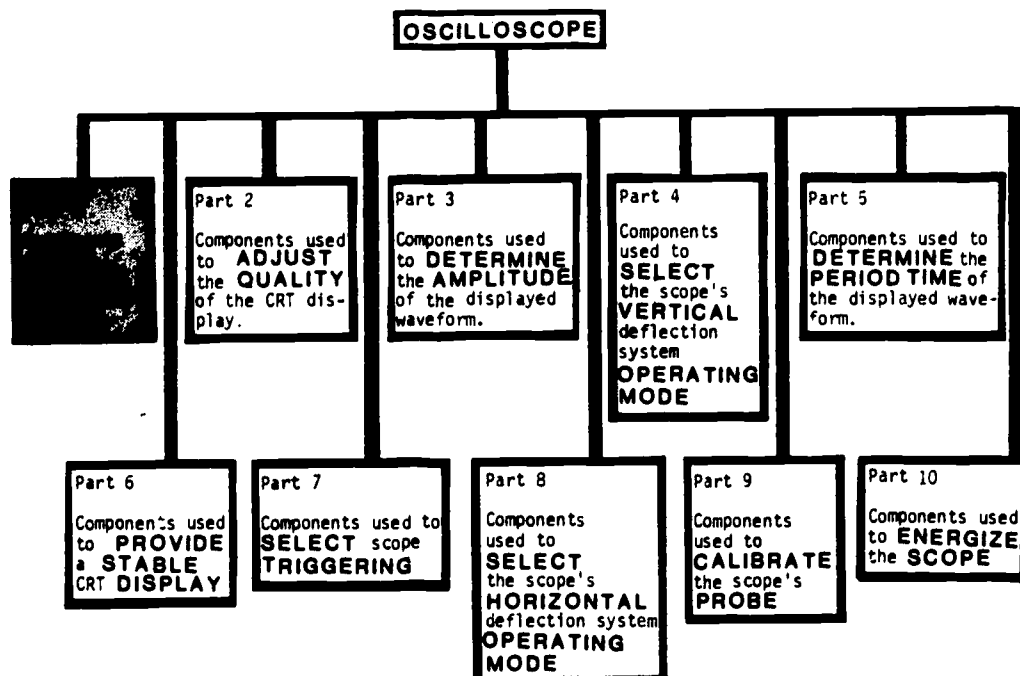 OSCILLOSCOPE
Part 2
Components used
to ADJUST
the QUALITY
of the CRT dis-
play.
Part 3
Components used
to DETERMINE
the AMPLITUDE
of the displayed
waveform.
Part 4
Components
used to
SELECT
the scope's
VERTICAL
deflection
system
OPERATING
MODE
Part 5
Components used to
DETERMINE the
PERIOD TIME of
the displayed wave-
form.
Part 6
Components used
to PROVIDE
a STABLE
CRT DISPLAY
Part 7
Components used to
SELECT scope
TRIGGERING
Part 8
Components
used to
SELECT
the scope's
HORIZONTAL
deflection system
OPERATING
MODE
Part 9
Components
used to
CALIBRATE
the scope's
PROBE
Part 10
Components used
to ENERGIZE
the SCOPE